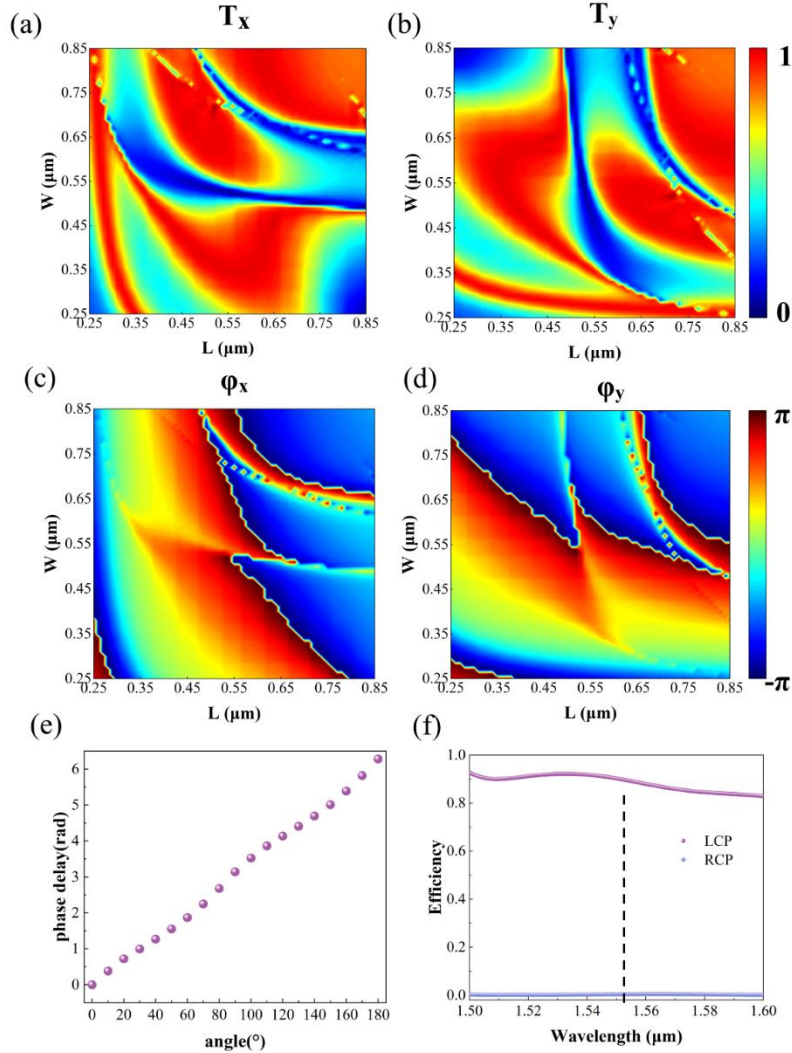 (a) Tx (b) Ty
0.85 0.85 1
0.75 0.75
0.65 0.65
W (μm) W (μm)
0.55 0.55
0.45 0.45
0.35 0.35
0.25 0.25 0
0.25 0.35 0.45 0.55 0.65 0.75 0.85 0.25 0.35 0.45 0.55 0.65 0.75 0.85
L (μm) L (μm)
(c) φx (d) φy
0.85 0.85 π
0.75 0.75
0.65 0.65
W (μm) W (μm)
0.55 0.55
0.45 0.45
0.35 0.35
0.25 0.25 -π
0.25 0.35 0.45 0.55 0.65 0.75 0.85 0.25 0.35 0.45 0.55 0.65 0.75 0.85
L (μm) L (μm)
(e) (f)
6
5
4
3
2
1
0
phase delay(rad)
0 20 40 60 80 100 120 140 160 180
angle(°)
1.0
0.8
0.6
0.4
0.2
0.0
Efficiency
LCP
RCP
1.50 1.52 1.54 1.56 1.58 1.60
Wavelength (μm)